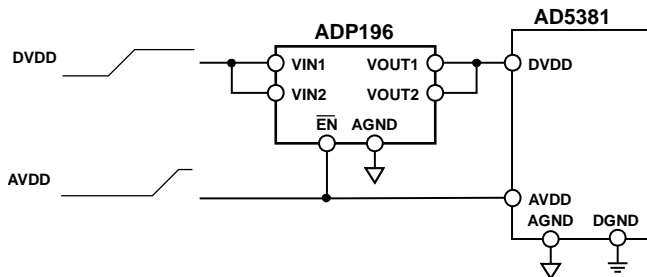 ADP196
AD5381
DVDD
VIN1
VOUT1
DVDD
VIN2
VOUT2
EN
AGND
AVDD
AVDD
AGND
DGND